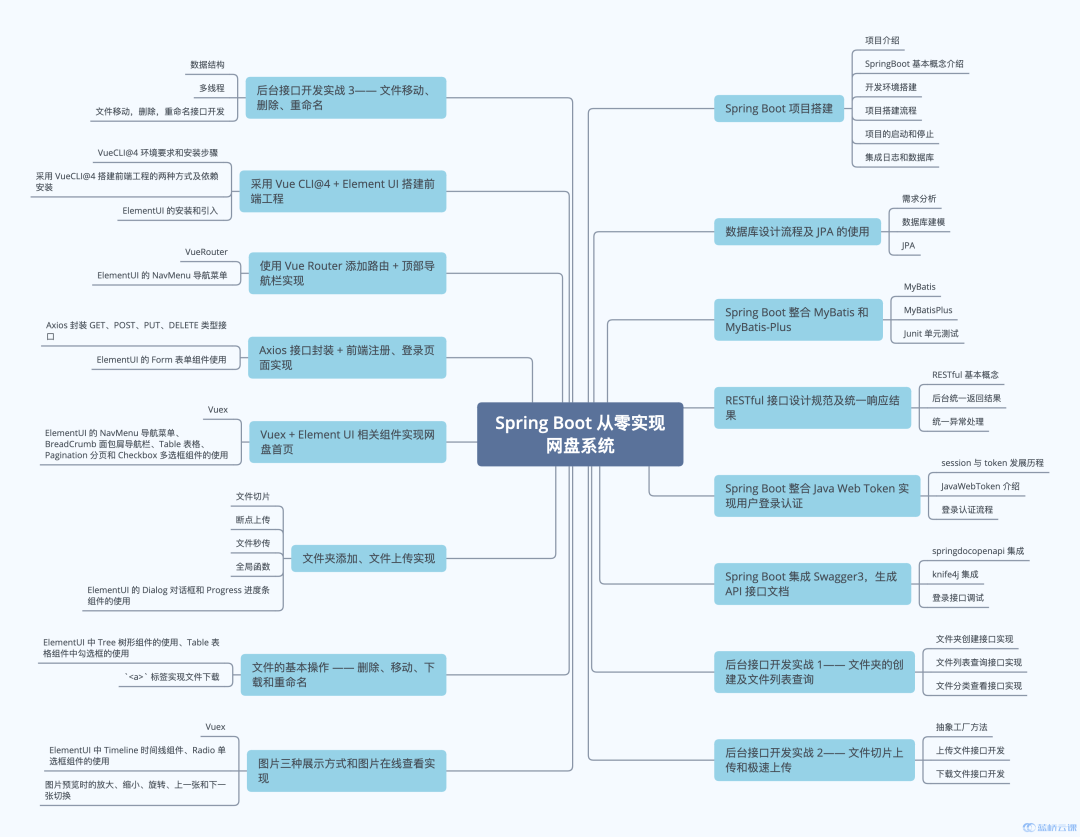 Spring Boot 从零实现
网盘系统
Spring Boot 项目搭建
项目介绍
SpringBoot 基本概念介绍
开发环境搭建
项目搭建流程
项目的启动和停止
集成日志和数据库
数据库设计流程及 JPA 的使用
需求分析
数据库建模
JPA
Spring Boot 整合 MyBatis 和
MyBatis-Plus
MyBatis
MyBatisPlus
Junit 单元测试
RESTful 接口设计规范及统一响应结
果
RESTful 基本概念
后台统一返回结果
统一异常处理
Spring Boot 整合 Java Web Token 实
现用户登录认证
session 与 token 发展历程
JavaWebToken 介绍
登录认证流程
Spring Boot 集成 Swagger3，生成
API 接口文档
springdocopenapi 集成
knife4j 集成
登录接口调试
后台接口开发实战 1—— 文件夹的创
建及文件列表查询
文件夹创建接口实现
文件列表查询接口实现
文件分类查看接口实现
后台接口开发实战 2—— 文件切片上
传和极速上传
抽象工厂方法
上传文件接口开发
下载文件接口开发
后台接口开发实战 3—— 文件移动、
删除、重命名
数据结构
多线程
文件移动，删除，重命名接口开发
采用 Vue CLI@4 + Element UI 搭建前
端工程
VueCLI@4 环境要求和安装步骤
采用 VueCLI@4 搭建前端工程的两种方式及依赖
安装
ElementUI 的安装和引入
使用 Vue Router 添加路由 + 顶部导
航栏实现
VueRouter
ElementUI 的 NavMenu 导航菜单
Axios 接口封装 + 前端注册、登录页
面实现
Axios 封装 GET、POST、PUT、DELETE 类型接
口
ElementUI 的 Form 表单组件使用
Vuex + Element UI 相关组件实现网
盘首页
Vuex
ElementUI 的 NavMenu 导航菜单、
BreadCrumb 面包屑导航栏、Table 表格、
Pagination 分页和 Checkbox 多选框组件的使用
文件夹添加、文件上传实现
文件切片
断点上传
文件秒传
全局函数
ElementUI 的 Dialog 对话框和 Progress 进度条
组件的使用
文件的基本操作 —— 删除、移动、下
载和重命名
ElementUI 中 Tree 树形组件的使用、Table 表
格组件中勾选框的使用
`<a>` 标签实现文件下载
图片三种展示方式和图片在线查看实
现
Vuex
ElementUI 中 Timeline 时间线组件、Radio 单
选框组件的使用
图片预览时的放大、缩小、旋转、上一张和下一
张切换
蓝桥云课